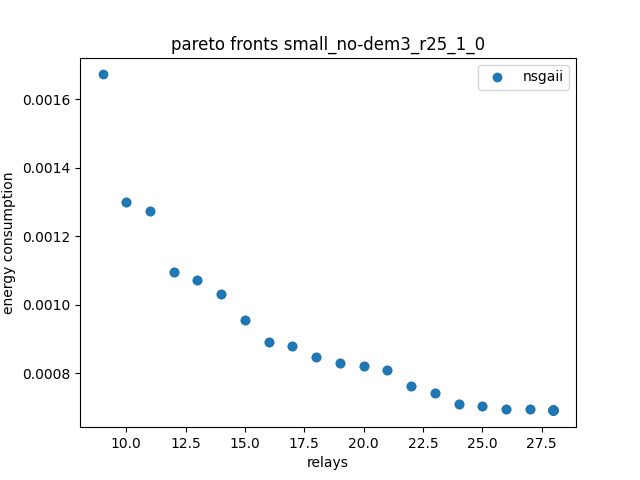 pareto fronts small_no-dem3_r25_1_0
nsgaii
0.0016
0.0014
0.0012
0.0010
0.0008
energy consumption
10.0 12.5 15.0 17.5 20.0 22.5 25.0 27.5
relays